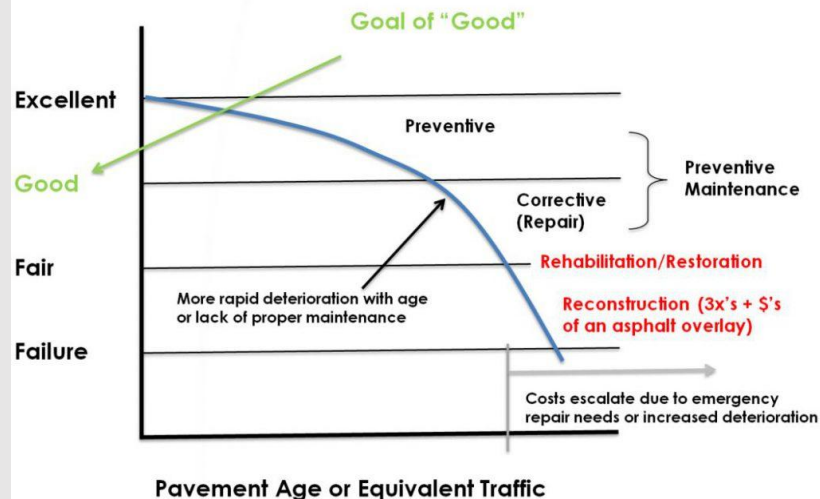 Goal of “Good”
Excellent
Preventive
Preventive
Maintenance
Good
Corrective
(Repair)
Fair
Rehabilitation/Restoration
More rapid deterioration with age
or lack of proper maintenance
Reconstruction (3x's + $'s
of an asphalt overlay)
Failure
Costs escalate due to emergency
repair needs or increased deterioration
Pavement Age or Equivalent Traffic